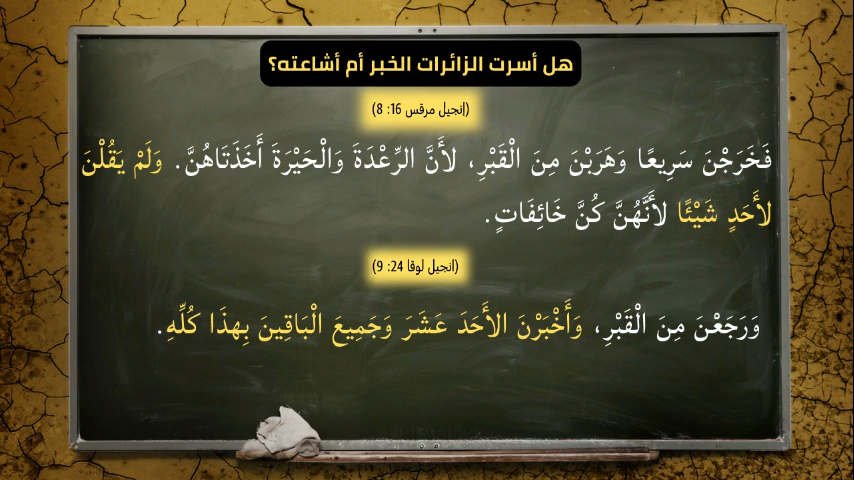 هل أسرت الزائرات الخبر أم أشاعته؟
(إنجيل مرقس 16: 8)
فَخَرَجْنَ سَرِيعًا وَهَرَبْنَ مِنَ الْقَبْرِ، لأَنَّ الرِّعْدَةَ وَالْحَيْرَةَ أَخَذَتَاهُنَّ. وَلَمْ يَقُلْنَ
لأَحَدٍ شَيْئًا لأَنَّهُنَّ كُنَّ خَائِفَاتٍ.
(انجيل لوقا 24: 9)
وَرَجَعْنَ مِنَ الْقَبْرِ، وَأَخْبَرْنَ الأَحَدَ عَشَرَ وَجَمِيعَ الْبَاقِينَ بِهذَا كُلِّهِ.